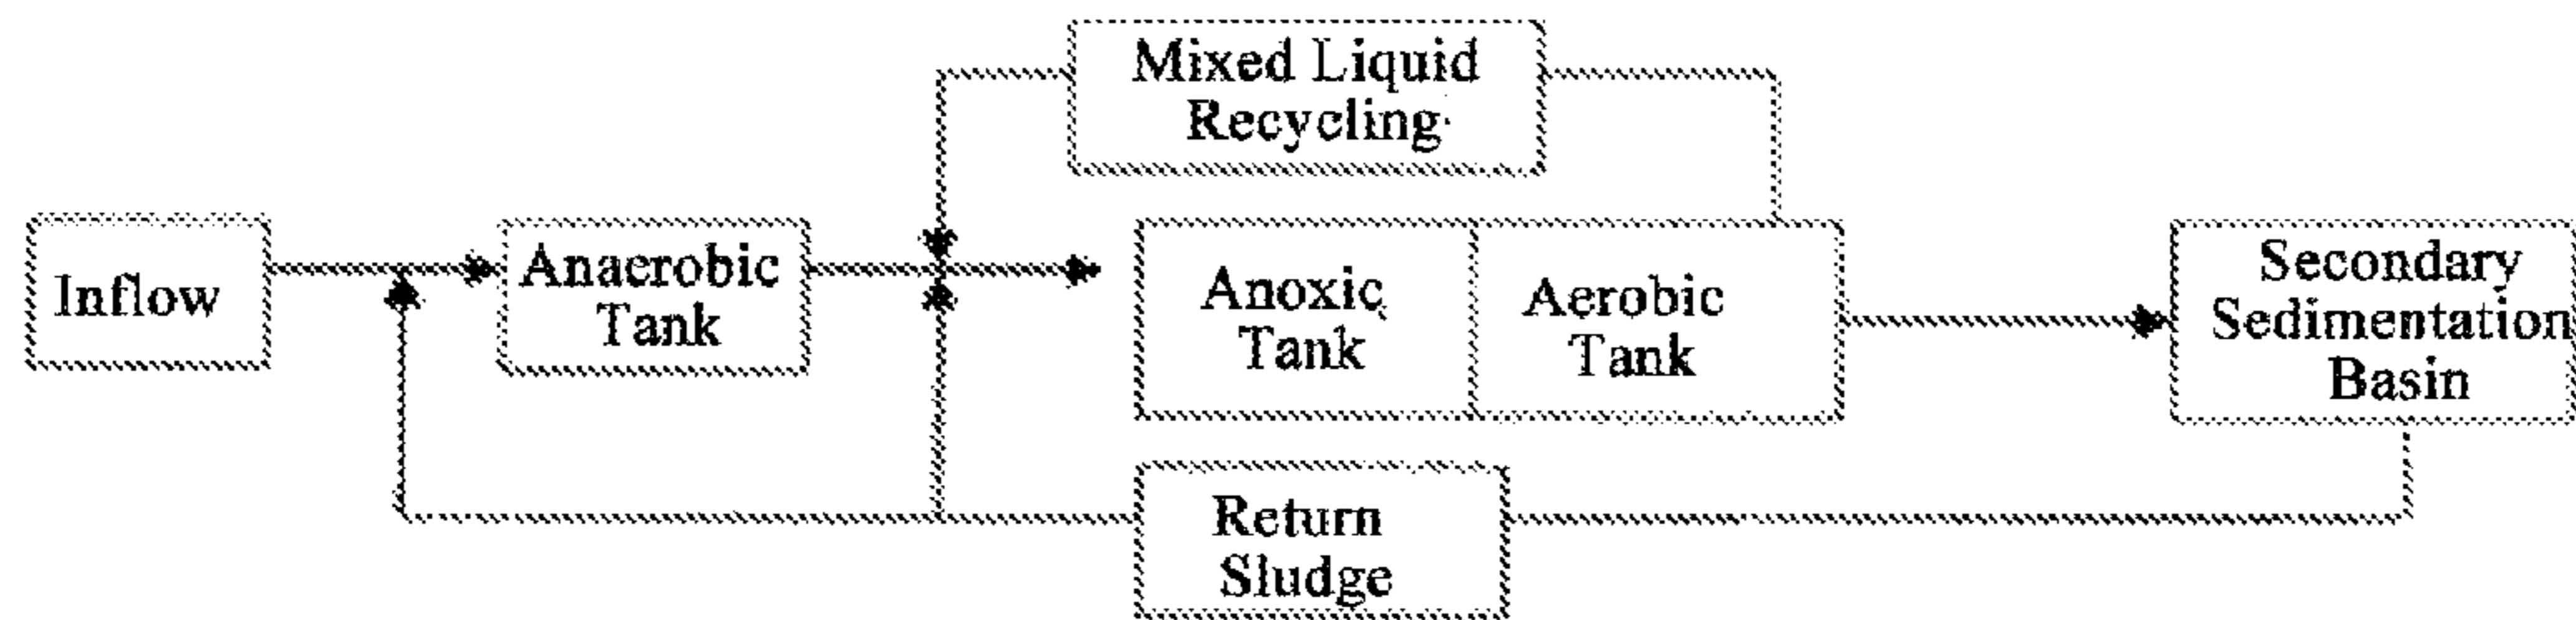 Mixed Liquid
Recycling
Inflow
Anaerobic
Tank
Anoxic
Tank
Aerobic
Tank
Secondary
Sedimentation
Basin
Return
Sludge